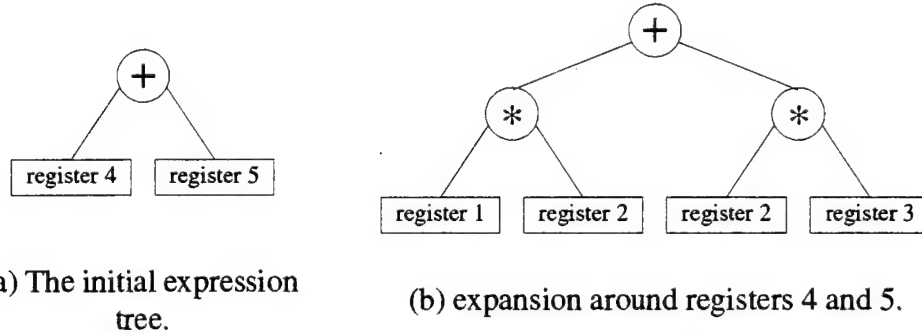 +
+
*
*
register 4
register 5
register 1
register 2
register 2
register 3
a) The initial expression
tree.
(b) expansion around registers 4 and 5.